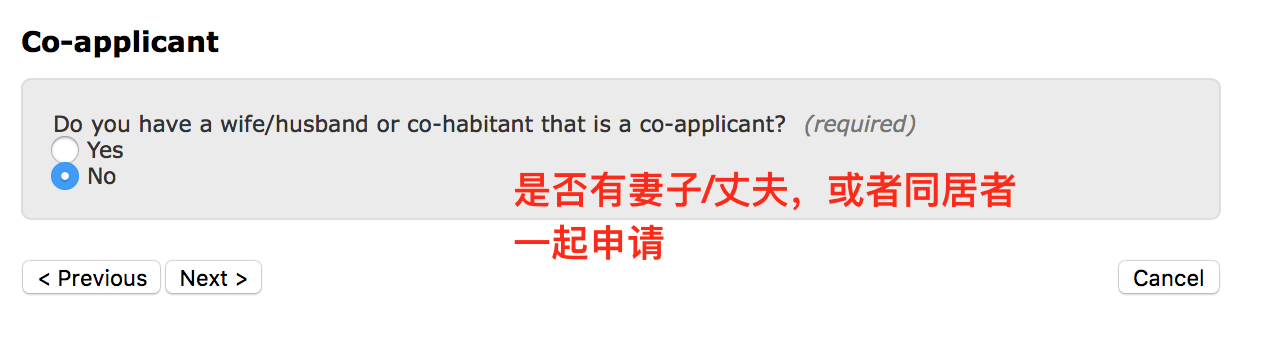 Co-applicant
Do you have a wife/husband or co-habitant that is a co-applicant? (required)
Yes
No
是否有妻子/丈夫，或者同居者
一起申请
< Previous Next > Cancel